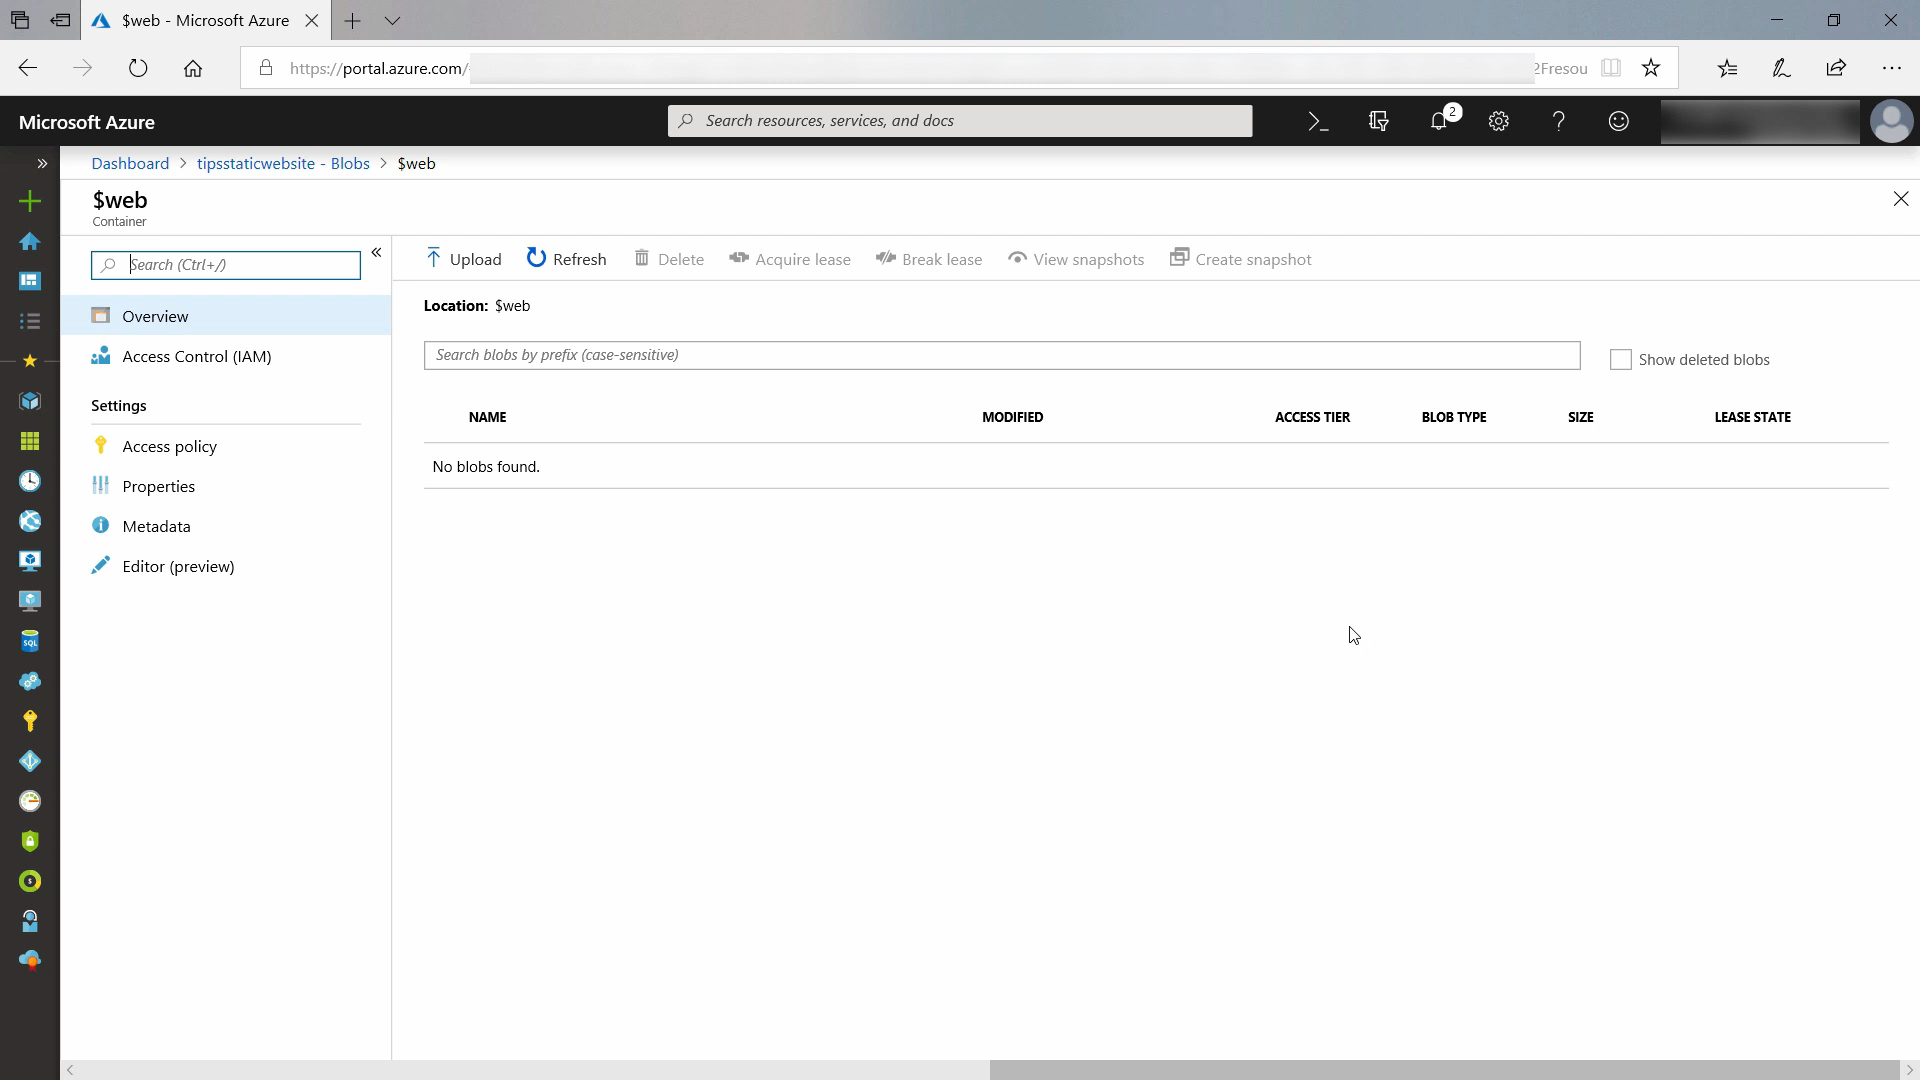 $web - Microsoft Azure
https://portal.azure.com/
2Fresou
Microsoft Azure
Search resources, services, and docs
2
Dashboard > tipsstaticwebsite - Blobs > $web
$web
Container
Search (Ctrl+/)
Overview
Access Control (IAM)
Settings
Access policy
Properties
Metadata
Editor (preview)
Upload Refresh Delete Acquire lease Break lease View snapshots Create snapshot
Location: $web
Search blobs by prefix (case-sensitive)
Show deleted blobs
NAME MODIFIED ACCESS TIER BLOB TYPE SIZE LEASE STATE
No blobs found.
SQL